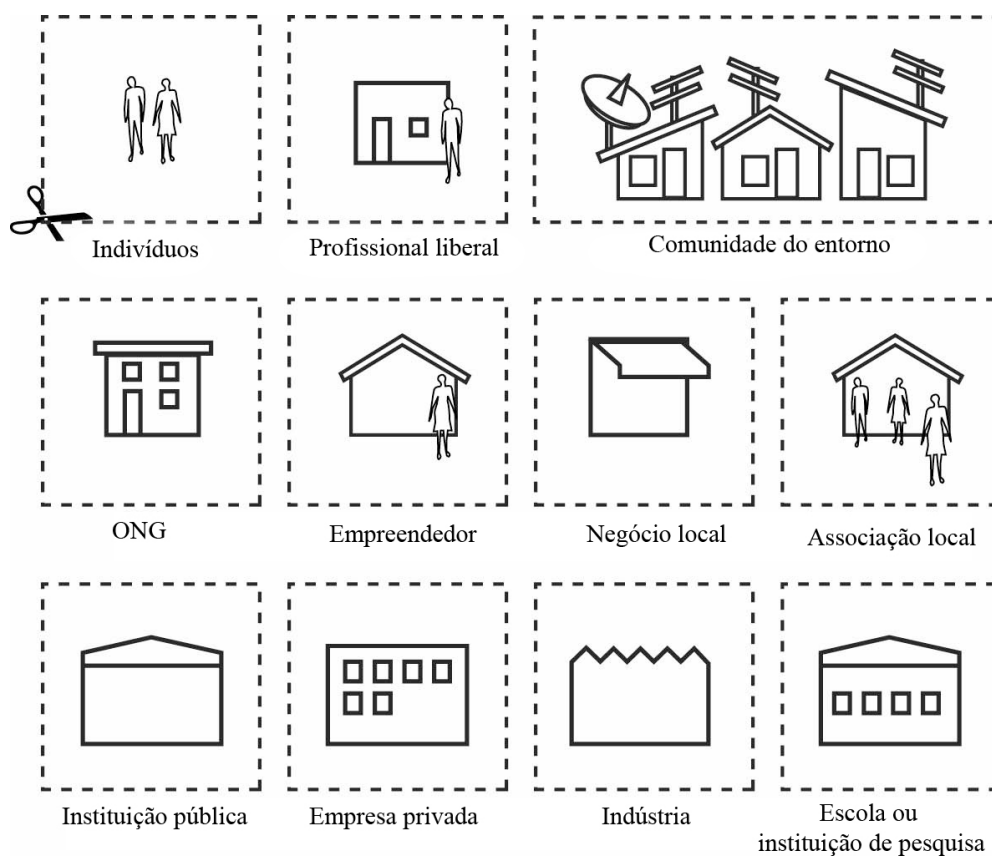 Indivíduos
Profissional liberal
Comunidade do entorno
ONG
Empreendedor
Negócio local
Associação local
Instituição pública
Empresa privada
Indústria
Escola ou
instituição de pesquisa